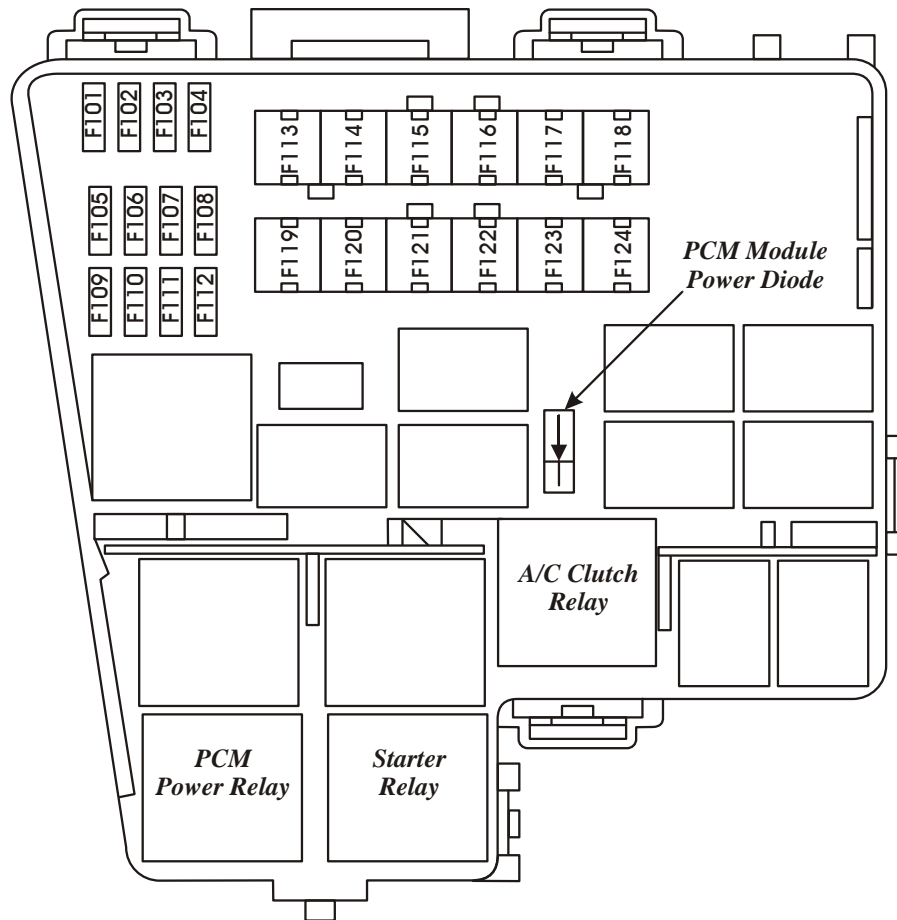 F101
F102
F103
F104
F113
F114
F115
F116
F117
F118
F105
F106
F107
F108
F119
F120
F121
F122
F123
F124
PCM Module
Power Diode
F109
F110
F111
F112
A/C Clutch
Relay
PCM
Power Relay
Starter
Relay